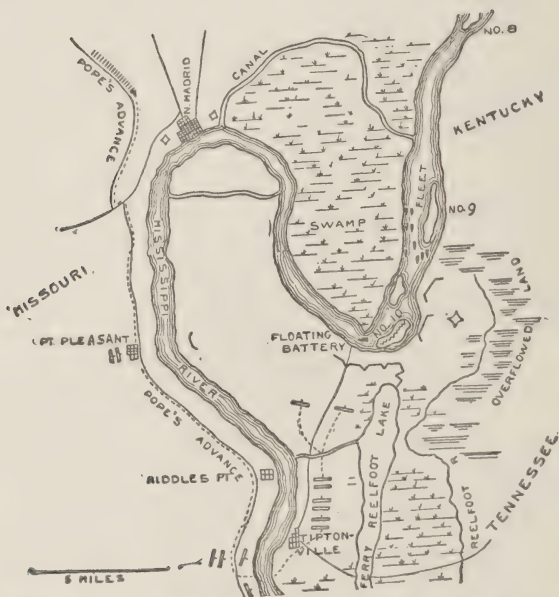 NO. 8
POPE'S ADVANCE
N. MADRID
CANAL
KENTUCKY
FLEET
NO. 9
SWAMP
MISSISSIPPI RIVER
MISSOURI
NO. 10
OVERFLOWED LAND
FLOATING
BATTERY
PT. PLEASANT
POPE'S ADVANCE
REELFOOT LAKE
RIDDLES PT.
TENNESSEE
REELFOOT
TIPTON-
VILLE
FERRY
5 MILES